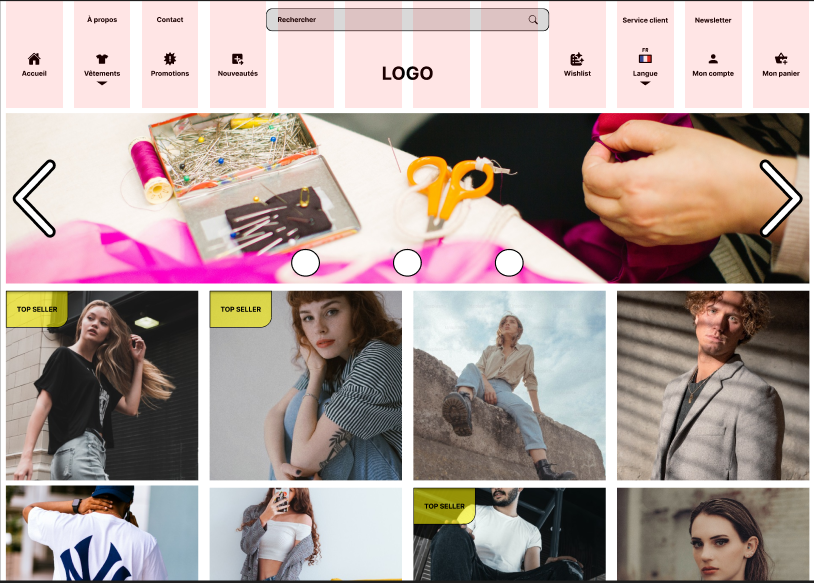 À propos
Contact
Rechercher
Service client
Newsletter
FR
Accueil
Vêtements
Promotions
Nouveautés
LOGO
Wishlist
Langue
Mon compte
Mon panier
TOP SELLER
TOP SELLER
TOP SELLER
NY